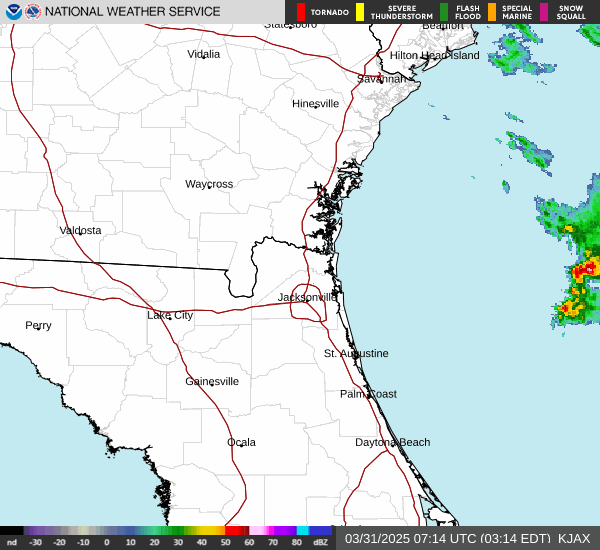 NATIONAL WEATHER SERVICE
TORNADO
SEVERE THUNDERSTORM
FLASH FLOOD
SPECIAL MARINE
SNOW SQUALL
Statesboro
Beaufort
Vidalia
Hilton Head Island
Savannah
Hinesville
Waycross
Valdosta
Jacksonville
Lake City
Perry
St. Augustine
Gainesville
Palm Coast
Ocala
Daytona Beach
nd -30 -20 -10 0 10 20 30 40 50 60 70 80 dBZ
03/31/2025 07:14 UTC (03:14 EDT) KJAX